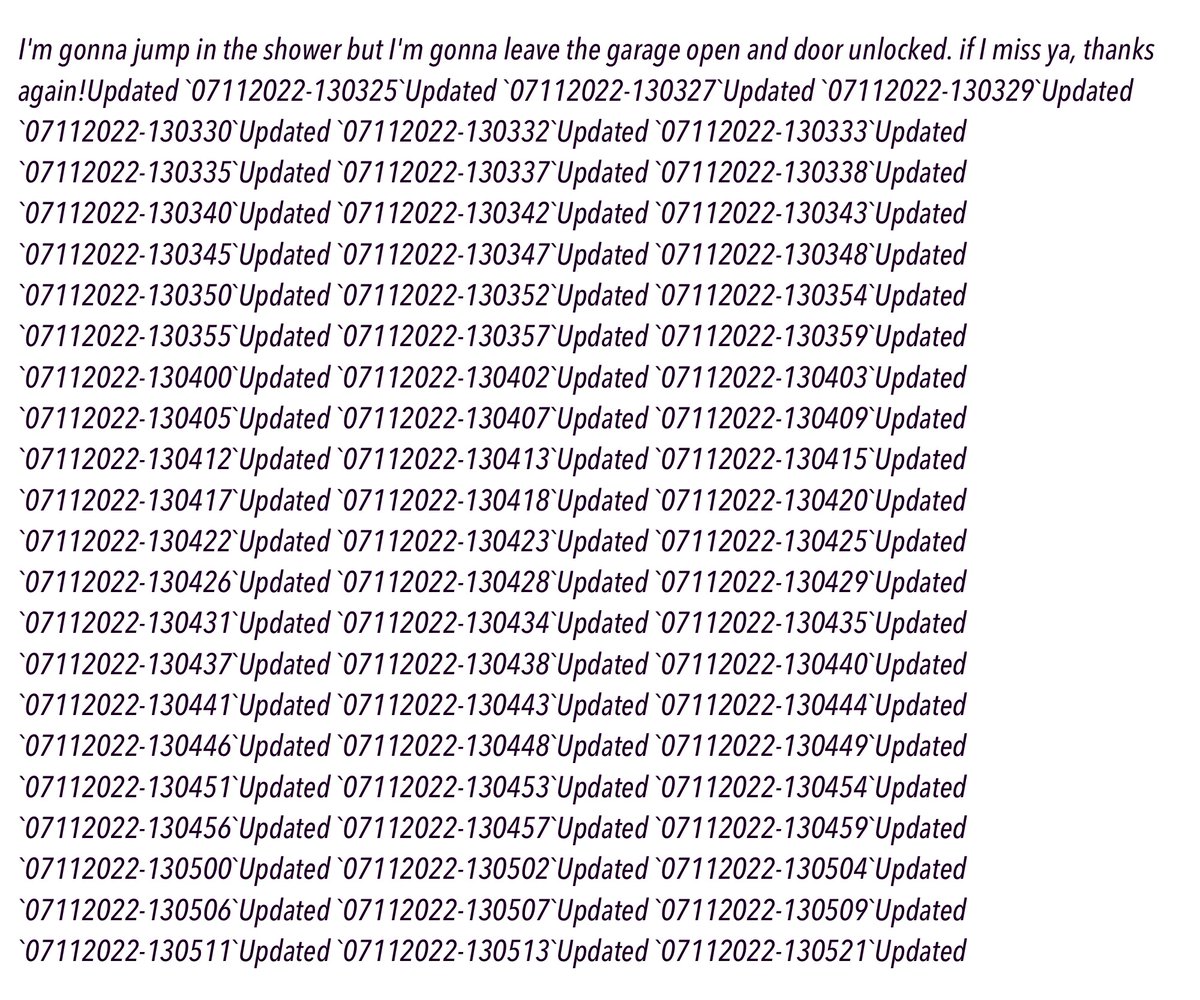 I'm gonna jump in the shower but I'm gonna leave the garage open and door unlocked. if I miss ya, thanks
again!Updated `07112022-130325`Updated `07112022-130327`Updated `07112022-130329`Updated
`07112022-130330`Updated `07112022-130332`Updated `07112022-130333`Updated
`07112022-130335`Updated `07112022-130337`Updated `07112022-130338`Updated
`07112022-130340`Updated `07112022-130342`Updated `07112022-130343`Updated
`07112022-130345`Updated `07112022-130347`Updated `07112022-130348`Updated
`07112022-130350`Updated `07112022-130352`Updated `07112022-130354`Updated
`07112022-130355`Updated `07112022-130357`Updated `07112022-130359`Updated
`07112022-130400`Updated `07112022-130402`Updated `07112022-130403`Updated
`07112022-130405`Updated `07112022-130407`Updated `07112022-130409`Updated
`07112022-130412`Updated `07112022-130413`Updated `07112022-130415`Updated
`07112022-130417`Updated `07112022-130418`Updated `07112022-130420`Updated
`07112022-130422`Updated `07112022-130423`Updated `07112022-130425`Updated
`07112022-130426`Updated `07112022-130428`Updated `07112022-130429`Updated
`07112022-130431`Updated `07112022-130434`Updated `07112022-130435`Updated
`07112022-130437`Updated `07112022-130438`Updated `07112022-130440`Updated
`07112022-130441`Updated `07112022-130443`Updated `07112022-130444`Updated
`07112022-130446`Updated `07112022-130448`Updated `07112022-130449`Updated
`07112022-130451`Updated `07112022-130453`Updated `07112022-130454`Updated
`07112022-130456`Updated `07112022-130457`Updated `07112022-130459`Updated
`07112022-130500`Updated `07112022-130502`Updated `07112022-130504`Updated
`07112022-130506`Updated `07112022-130507`Updated `07112022-130509`Updated
`07112022-130511`Updated `07112022-130513`Updated `07112022-130521`Updated